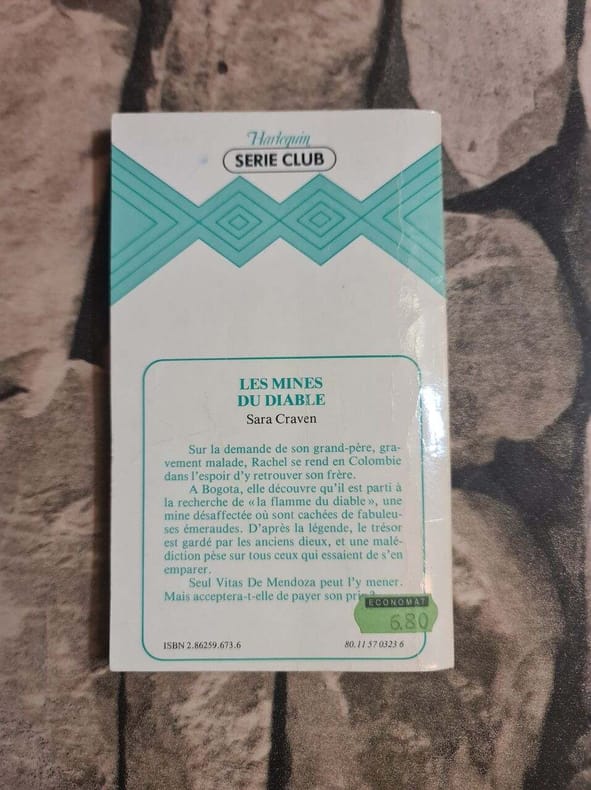 Harlequin
SERIE CLUB
LES MINES
DU DIABLE
Sara Craven
Sur la demande de son grand-père, gra-
vement malade, Rachel se rend en Colombie
dans l'espoir d'y retrouver son frère.
A Bogota, elle découvre qu'il est parti à
la recherche de «la flamme du diable», une
mine désaffectée où sont cachées de fabuleu-
ses émeraudes. D'après la légende, le trésor
est gardé par les anciens dieux, et une malé-
diction pèse sur tous ceux qui essaient de s'en
emparer.
Seul Vitas De Mendoza peut l'y mener.
Mais acceptera-t-elle de payer son prix?
ECONOMAT
6.80
ISBN 2.86259.673.6
80.11 57 0323 6